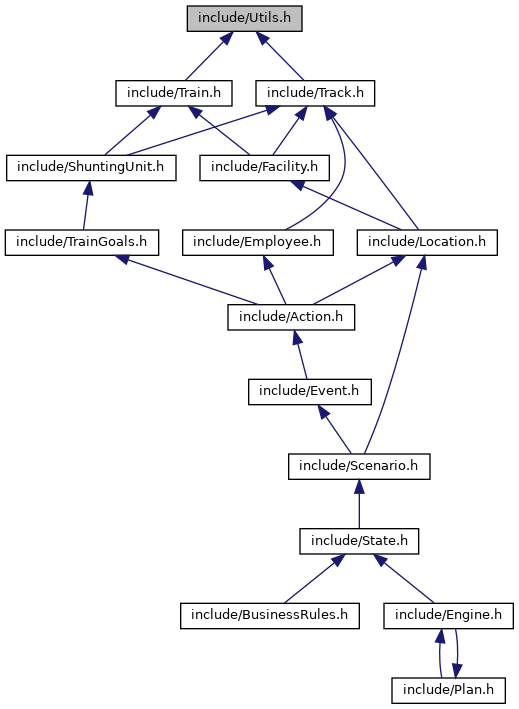 include/Utils.h
include/Train.h
include/Track.h
include/ShuntingUnit.h
include/Facility.h
include/TrainGoals.h
include/Employee.h
include/Location.h
include/Action.h
include/Event.h
include/Scenario.h
include/State.h
include/BusinessRules.h
include/Engine.h
include/Plan.h